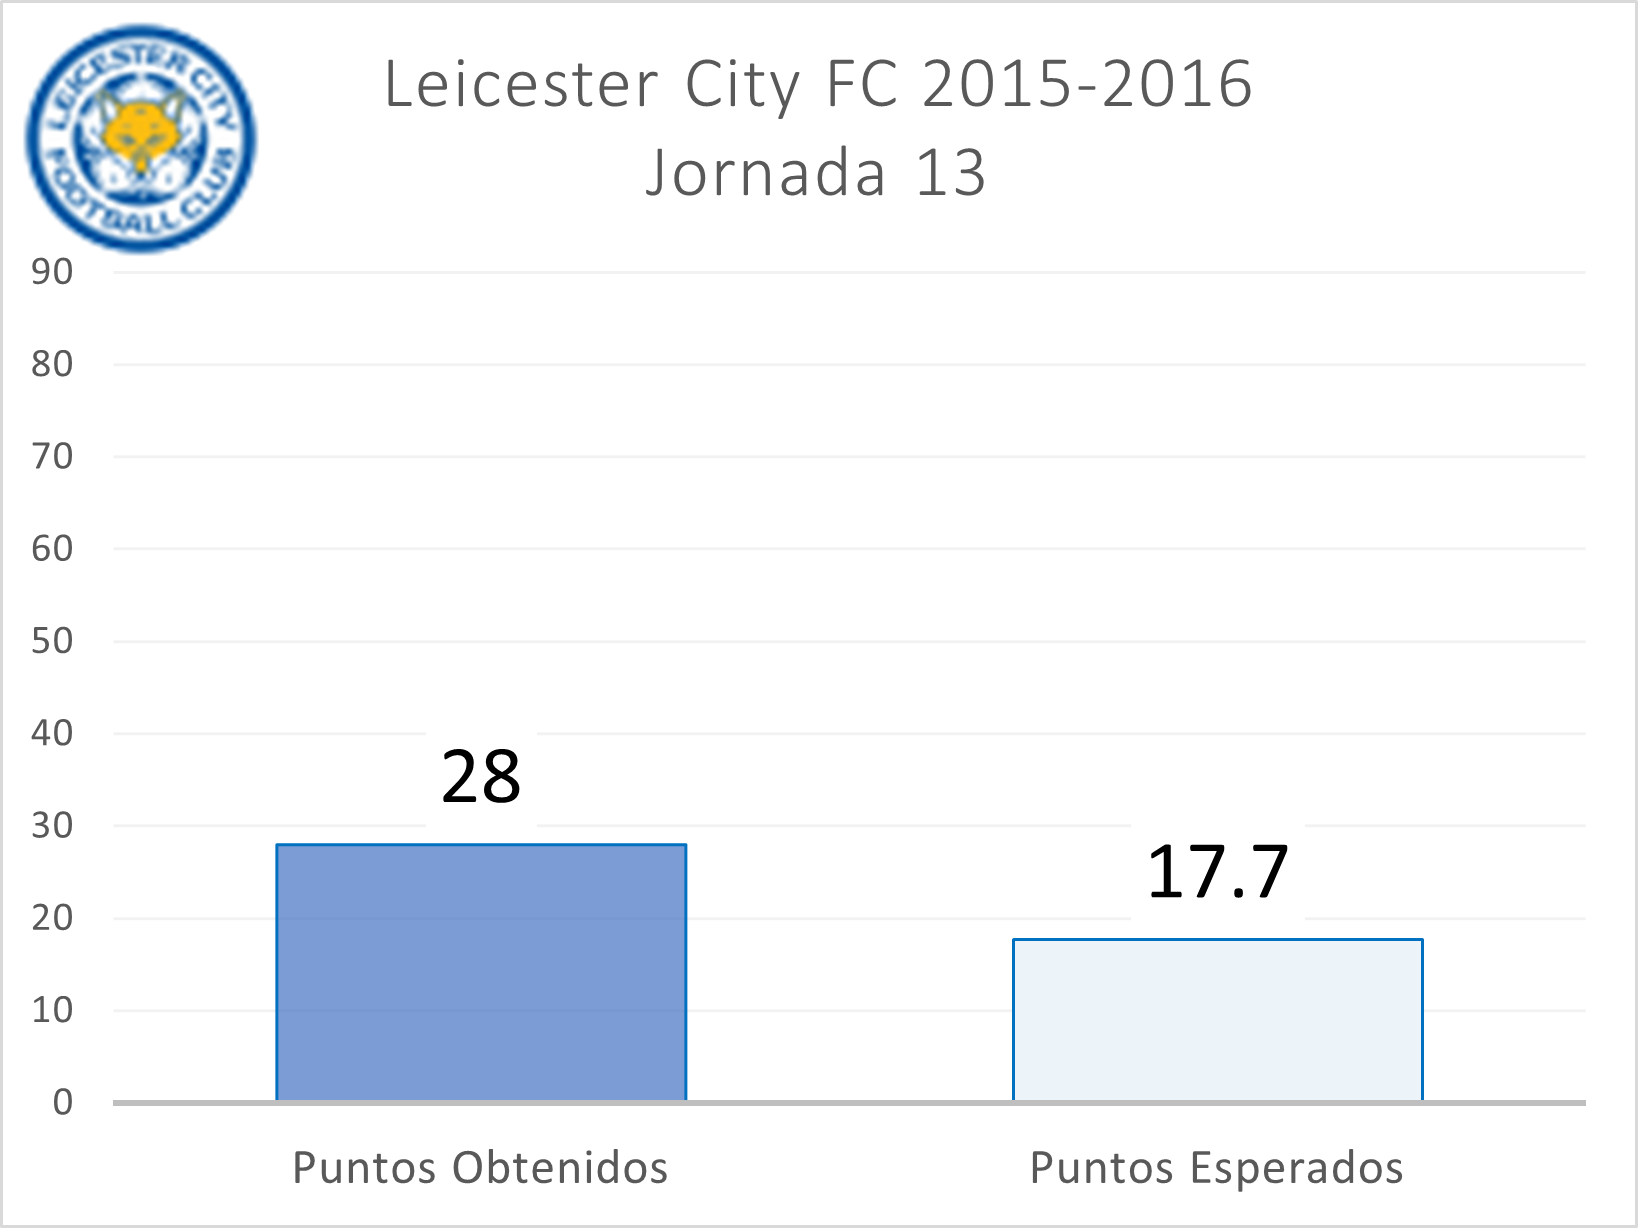 LEICESTER CITY
FOOTBALL CLUB
Leicester City FC 2015-2016
Jornada 13
90
80
70
60
50
40
30
20
10
0
28
17.7
Puntos Obtenidos
Puntos Esperados